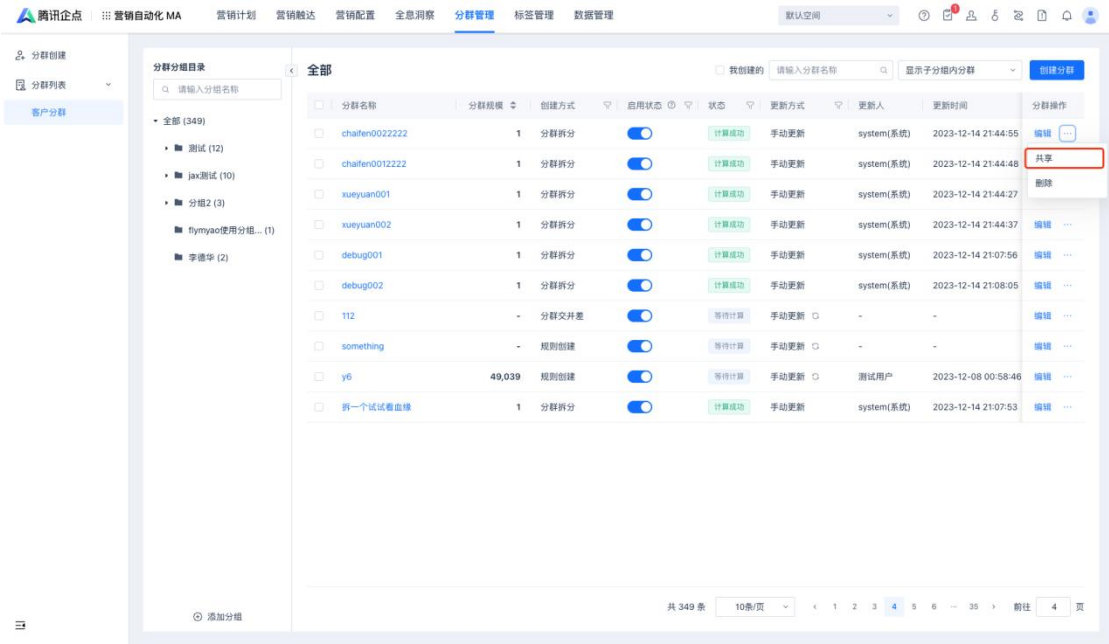 腾讯企点 营销自动化 MA 营销计划 营销触达 营销配置 全息洞察 分群管理 标签管理 数据管理 默认空间 1
分群创建
分群列表
客户分群
分群分组目录
请输入分组名称
全部 (349)
测试 (12)
jax测试 (10)
分组2 (3)
flymyao使用分组... (1)
李德华 (2)
添加分组
全部 我创建的 请输入分群名称 显示子分组内分群 创建分群
分群名称 分群规模 创建方式 启用状态 状态 更新方式 更新人 更新时间 分群操作
chaifen0022222 1 分群拆分 计算成功 手动更新 system(系统) 2023-12-14 21:44:55 编辑 ...
共享
chaifen0012222 1 分群拆分 计算成功 手动更新 system(系统) 2023-12-14 21:44:48
删除
xueyuan001 1 分群拆分 计算成功 手动更新 system(系统) 2023-12-14 21:44:27
xueyuan002 1 分群拆分 计算成功 手动更新 system(系统) 2023-12-14 21:44:37 编辑 ...
debug001 1 分群拆分 计算成功 手动更新 system(系统) 2023-12-14 21:07:56 编辑 ...
debug002 1 分群拆分 计算成功 手动更新 system(系统) 2023-12-14 21:08:05 编辑 ...
112 - 分群交并差 等待计算 手动更新 - - 编辑 ...
something - 规则创建 等待计算 手动更新 - - 编辑 ...
y6 49,039 规则创建 等待计算 手动更新 测试用户 2023-12-08 00:58:46 编辑 ...
拆一个试试看血缘 1 分群拆分 计算成功 手动更新 system(系统) 2023-12-14 21:07:53 编辑 ...
共 349 条 10条/页 1 2 3 4 5 6 ... 35 前往 4 页